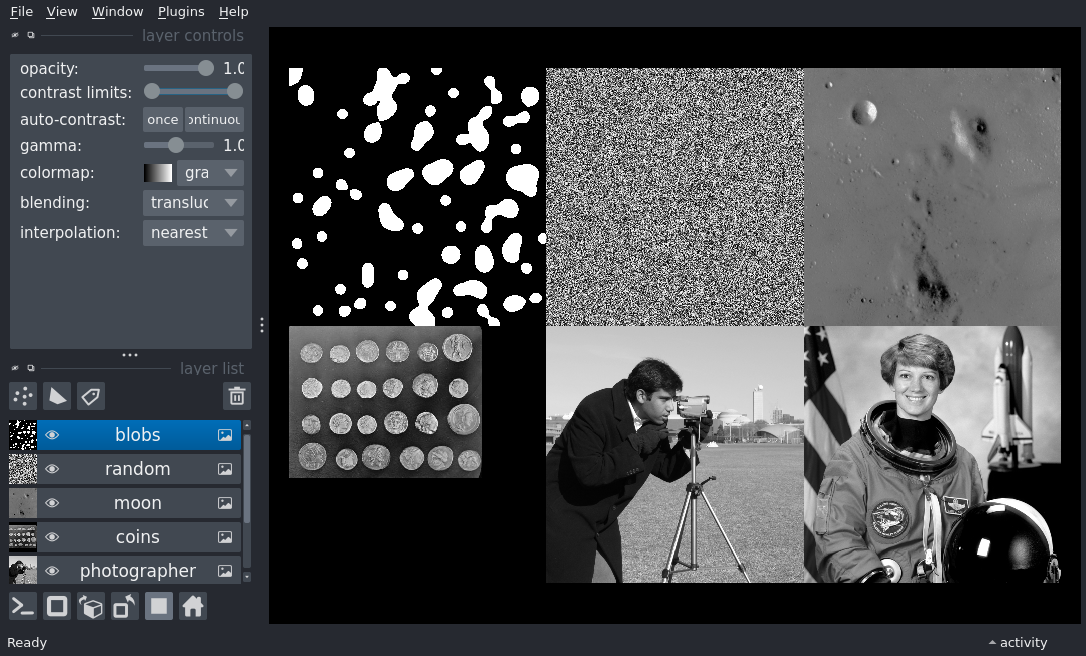 File View Window Plugins Help
layer controls
opacity: 1.0
contrast limits:
auto-contrast: once ontinuou
gamma: 1.0
colormap: gra
blending: transluc
interpolation: nearest
layer list
blobs
random
moon
coins
photographer
Ready
activity